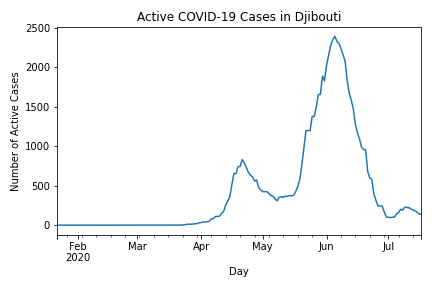 Active COVID-19 Cases in Djibouti
Number of Active Cases
2500
2000
1500
1000
500
0
Feb Mar Apr May Jun Jul
2020
Day